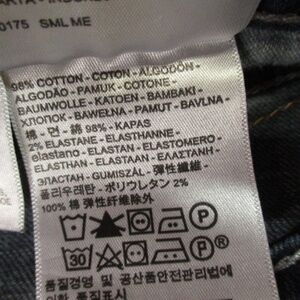 0175 SML ME
98% COTTON - COTON - ALGODÓN -
ALGODÃO - PAMUK - COTONE -
BAUMWOLLE - KATOEN - BAMBAKI -
ХЛОПОК - BAWEŁNA - PAMUT - BAVLNA -
棉 - 면 - 綿 98% - KAPAS
2% ELASTANE - ELASTHANNE -
elastano - ELASTAN - ELASTOMERO -
ELASTHAN - ELASTAAN - ΕΛΑΣΤΑΝΗ -
ЭЛАСТАН - GUMISZÁL - 弹性纤维 -
폴리우레탄 - ポリウレタン 2%
100% 棉 弹性纤维除外
P
30 P
품질경영 및 공산품안전관리법에